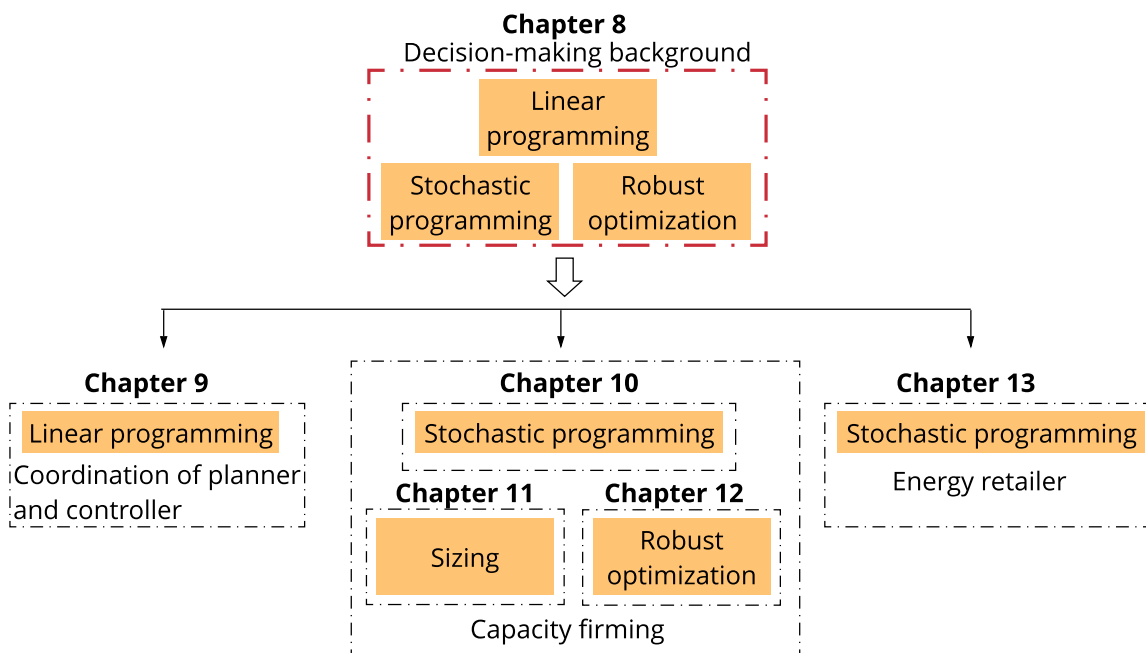 Chapter 8
Decision-making background
Linear
programming
Stochastic
programming
Robust
optimization
Chapter 9
Linear programming
Coordination of planner
and controller
Chapter 10
Stochastic programming
Chapter 11
Sizing
Chapter 12
Robust
optimization
Capacity firming
Chapter 13
Stochastic programming
Energy retailer